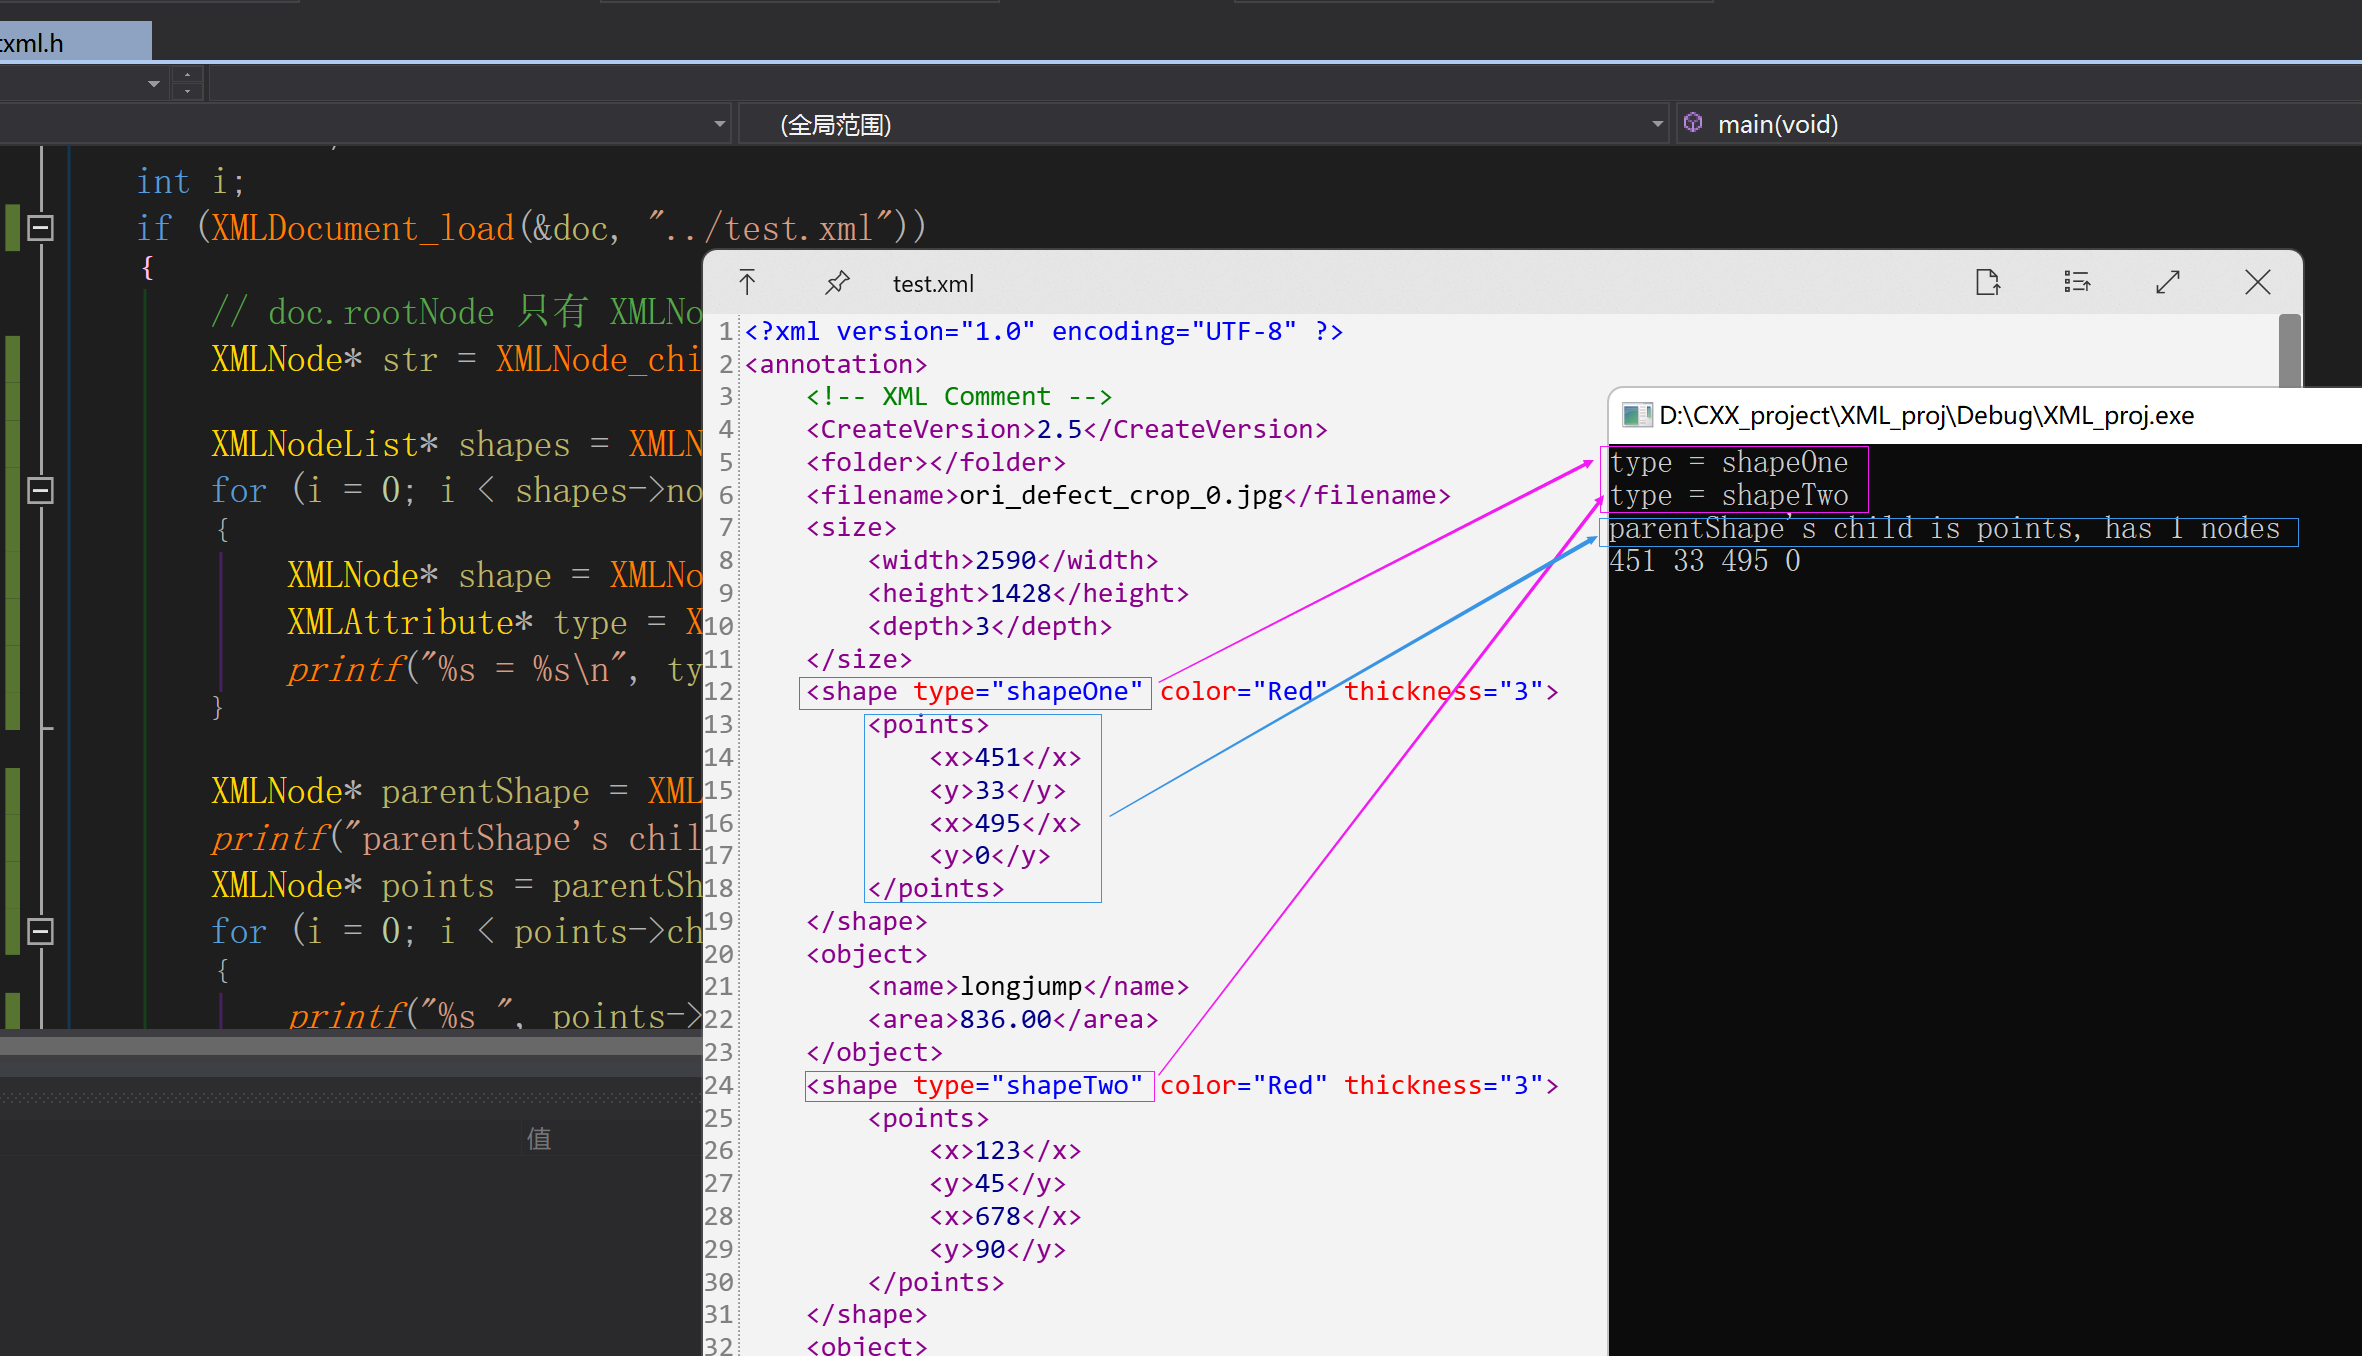 txml.h
(全局范围)
main(void)
int i;
if (XMLDocument_load(&doc, "../test.xml"))
{
// doc.rootNode 只有 XMLNo
XMLNode* str = XMLNode_chi
XMLNodeList* shapes = XMLN
for (i = 0; i < shapes->no
{
XMLNode* shape = XMLNo
XMLAttribute* type = X
printf("%s = %s\n", ty
}
XMLNode* parentShape = XML
printf("parentShape's chil
XMLNode* points = parentSh
for (i = 0; i < points->ch
{
printf("%s ", points->
值
test.xml
1 <?xml version="1.0" encoding="UTF-8" ?>
2 <annotation>
3 <!-- XML Comment -->
4 <CreateVersion>2.5</CreateVersion>
5 <folder></folder>
6 <filename>ori_defect_crop_0.jpg</filename>
7 <size>
8 <width>2590</width>
9 <height>1428</height>
10 <depth>3</depth>
11 </size>
12 <shape type="shapeOne" color="Red" thickness="3">
13 <points>
14 <x>451</x>
15 <y>33</y>
16 <x>495</x>
17 <y>0</y>
18 </points>
19 </shape>
20 <object>
21 <name>longjump</name>
22 <area>836.00</area>
23 </object>
24 <shape type="shapeTwo" color="Red" thickness="3">
25 <points>
26 <x>123</x>
27 <y>45</y>
28 <x>678</x>
29 <y>90</y>
30 </points>
31 </shape>
32 <object>
D:\CXX_project\XML_proj\Debug\XML_proj.exe
type = shapeOne
type = shapeTwo
parentShape's child is points, has 1 nodes
451 33 495 0